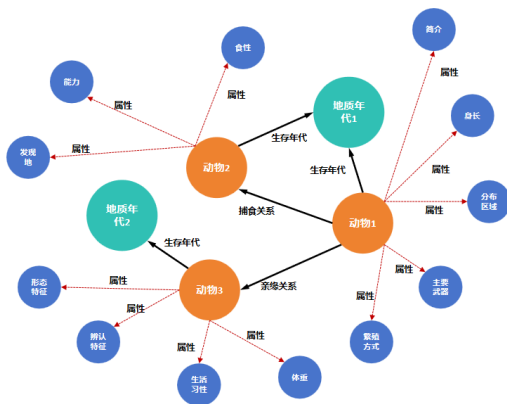 简介
食性
属性
能力
属性
属性
地质年
代1
身长
属性
生存年代
发现
地
属性
生存年代
属性
动物2
分布
区域
地质年
代2
捕食关系
属性
动物1
生存年代
属性
主要
武器
形态
特征
属性
动物3
亲缘关系
属性
辨认
特征
属性
繁殖
方式
属性
属性
生活
习性
体重